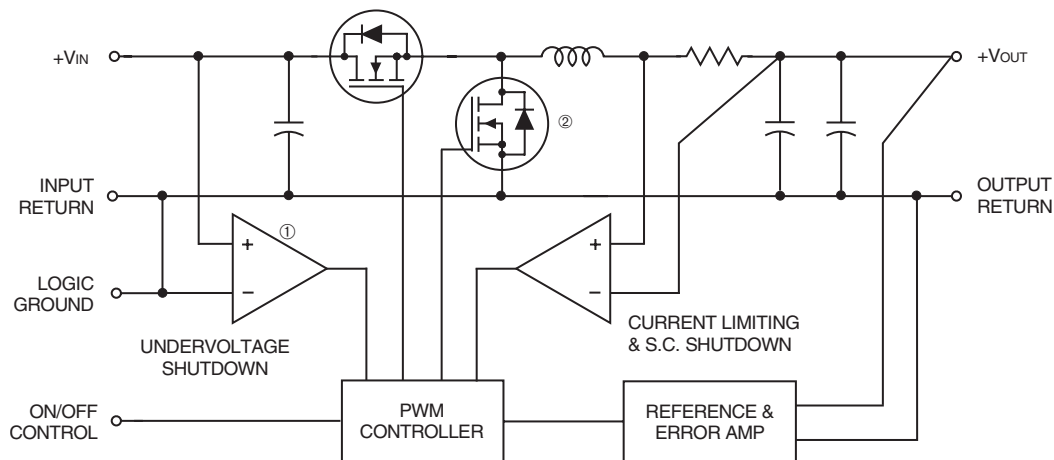 +VIN
+VOUT
②
INPUT
RETURN
OUTPUT
RETURN
①
+
−
+
−
LOGIC
GROUND
UNDERVOLTAGE
SHUTDOWN
CURRENT LIMITING
& S.C. SHUTDOWN
ON/OFF
CONTROL
PWM
CONTROLLER
REFERENCE &
ERROR AMP